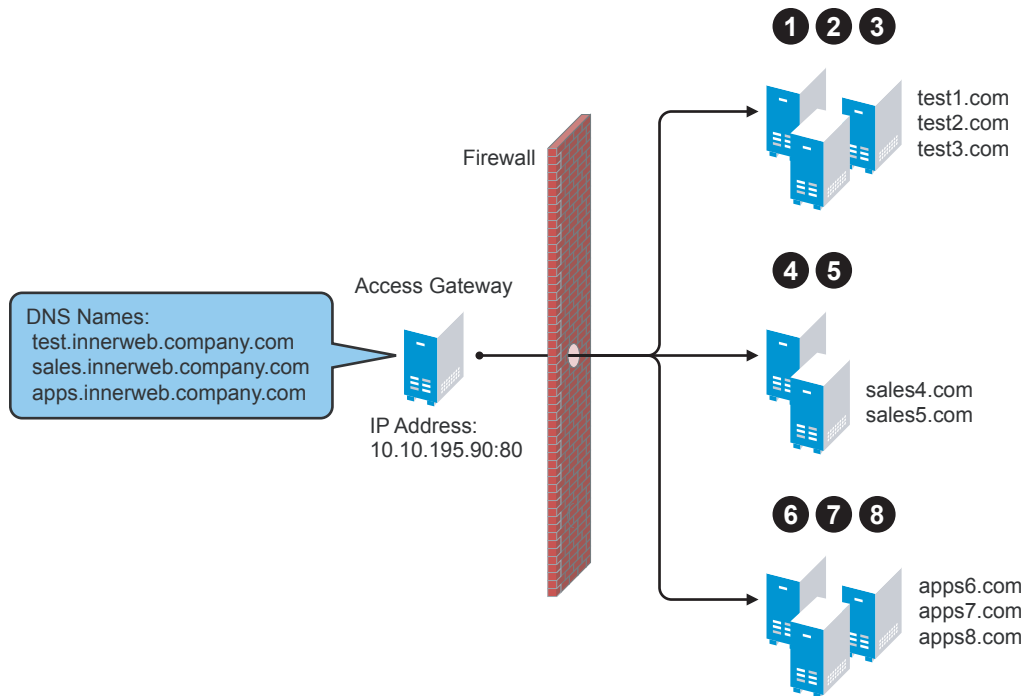 1 2 3
test1.com
test2.com
test3.com
Firewall
4 5
Access Gateway
DNS Names:
test.innerweb.company.com
sales.innerweb.company.com
apps.innerweb.company.com
sales4.com
sales5.com
IP Address:
10.10.195.90:80
6 7 8
apps6.com
apps7.com
apps8.com